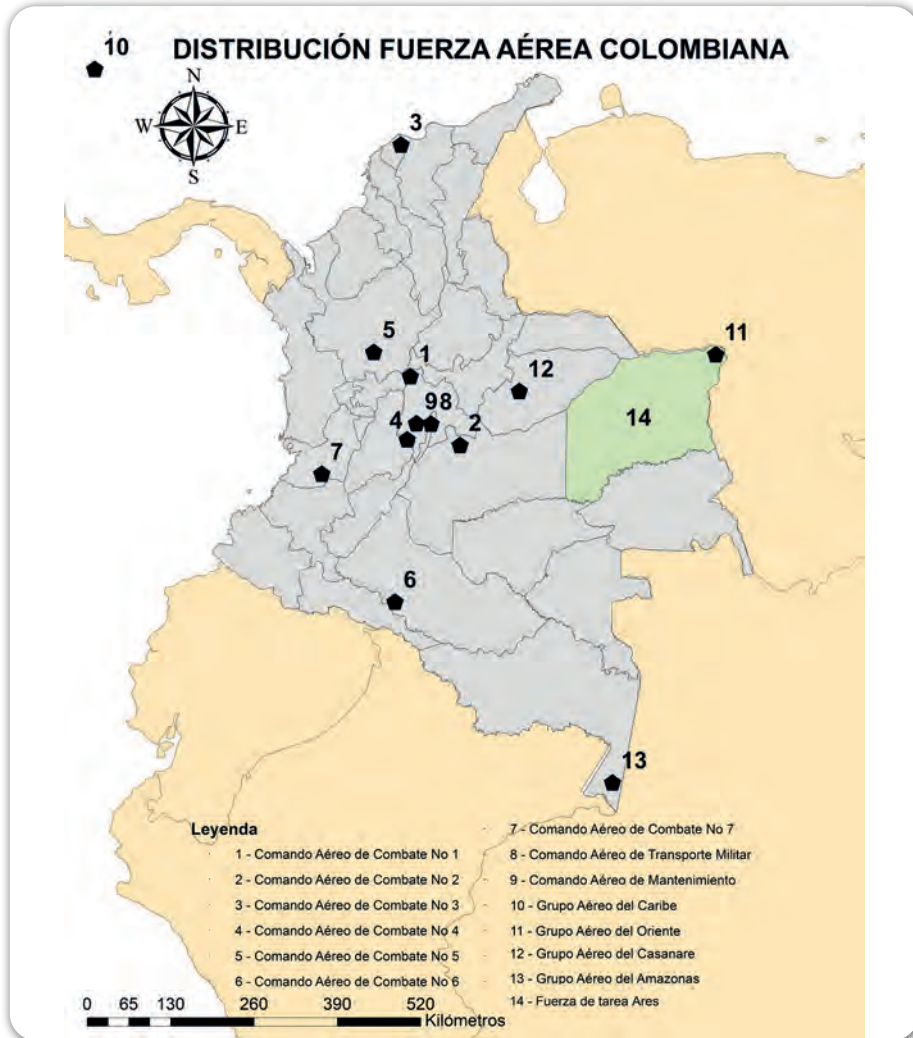 DISTRIBUCIÓN FUERZA AÉREA COLOMBIANA
10
N
W E
S
3
5
1
11
12
9 8
4
2
14
7
6
13
Leyenda
1 - Comando Aéreo de Combate No 1
2 - Comando Aéreo de Combate No 2
3 - Comando Aéreo de Combate No 3
4 - Comando Aéreo de Combate No 4
5 - Comando Aéreo de Combate No 5
6 - Comando Aéreo de Combate No 6
7 - Comando Aéreo de Combate No 7
8 - Comando Aéreo de Transporte Militar
9 - Comando Aéreo de Mantenimiento
10 - Grupo Aéreo del Caribe
11 - Grupo Aéreo del Oriente
12 - Grupo Aéreo del Casanare
13 - Grupo Aéreo del Amazonas
14 - Fuerza de tarea Ares
0 65 130 260 390 520
Kilómetros